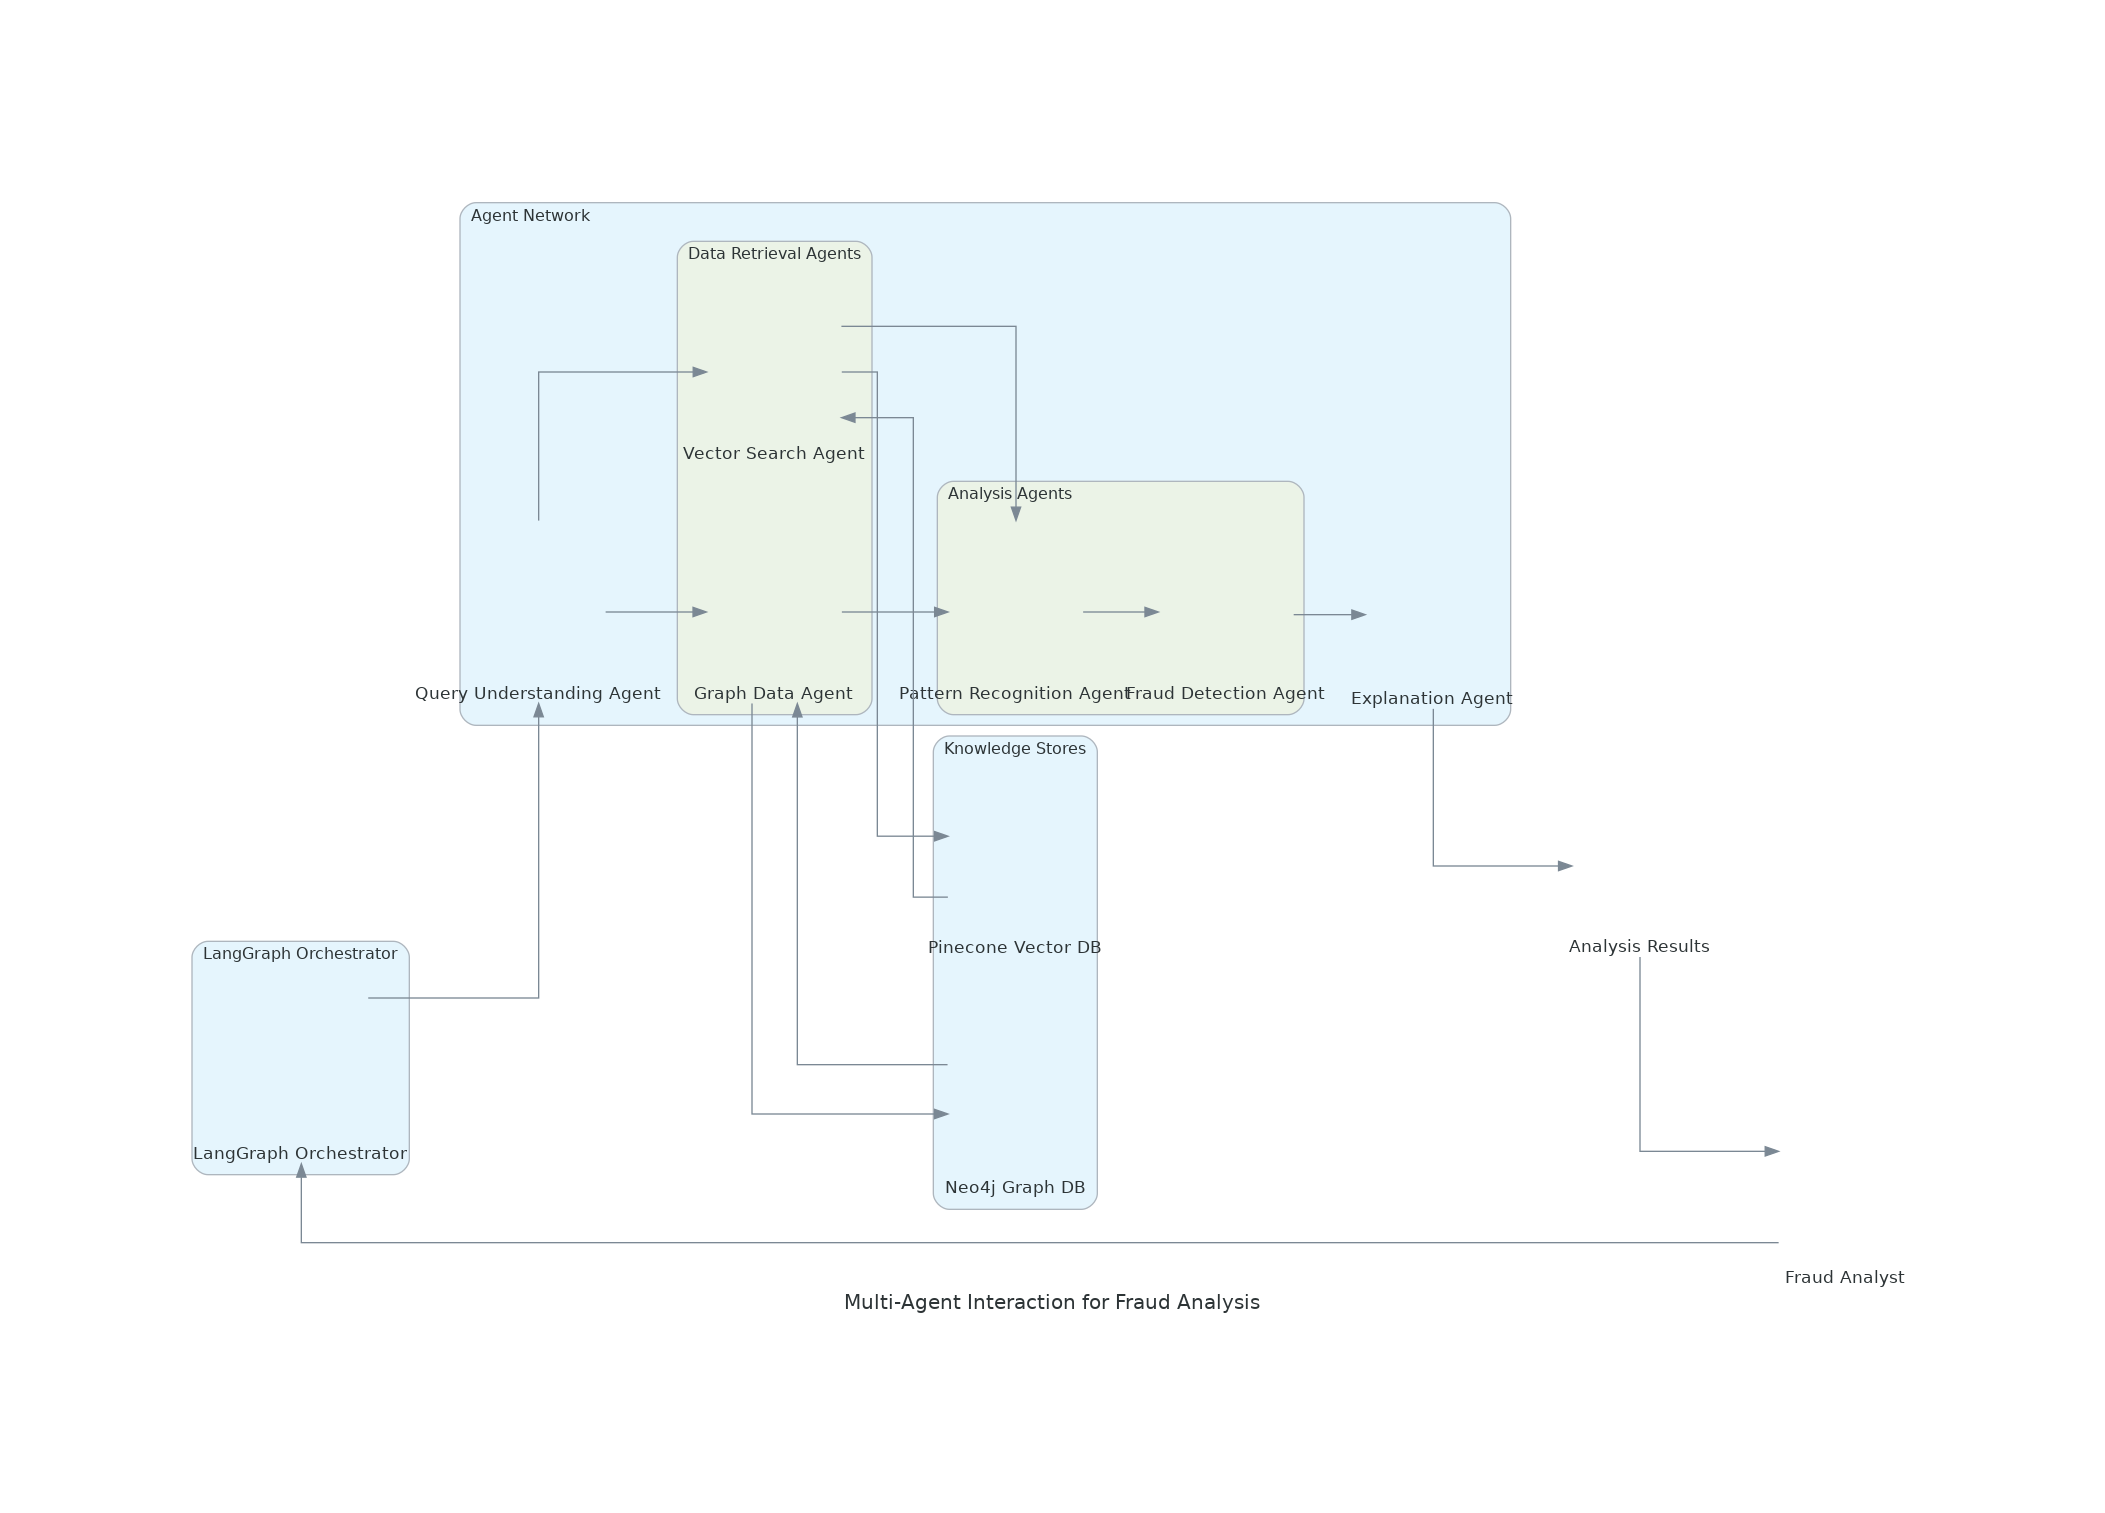 Agent Network
Data Retrieval Agents
Vector Search Agent
Analysis Agents
Query Understanding Agent
Graph Data Agent
Pattern Recognition Agent
Fraud Detection Agent
Explanation Agent
Knowledge Stores
Pinecone Vector DB
Analysis Results
LangGraph Orchestrator
LangGraph Orchestrator
Neo4j Graph DB
Fraud Analyst
Multi-Agent Interaction for Fraud Analysis